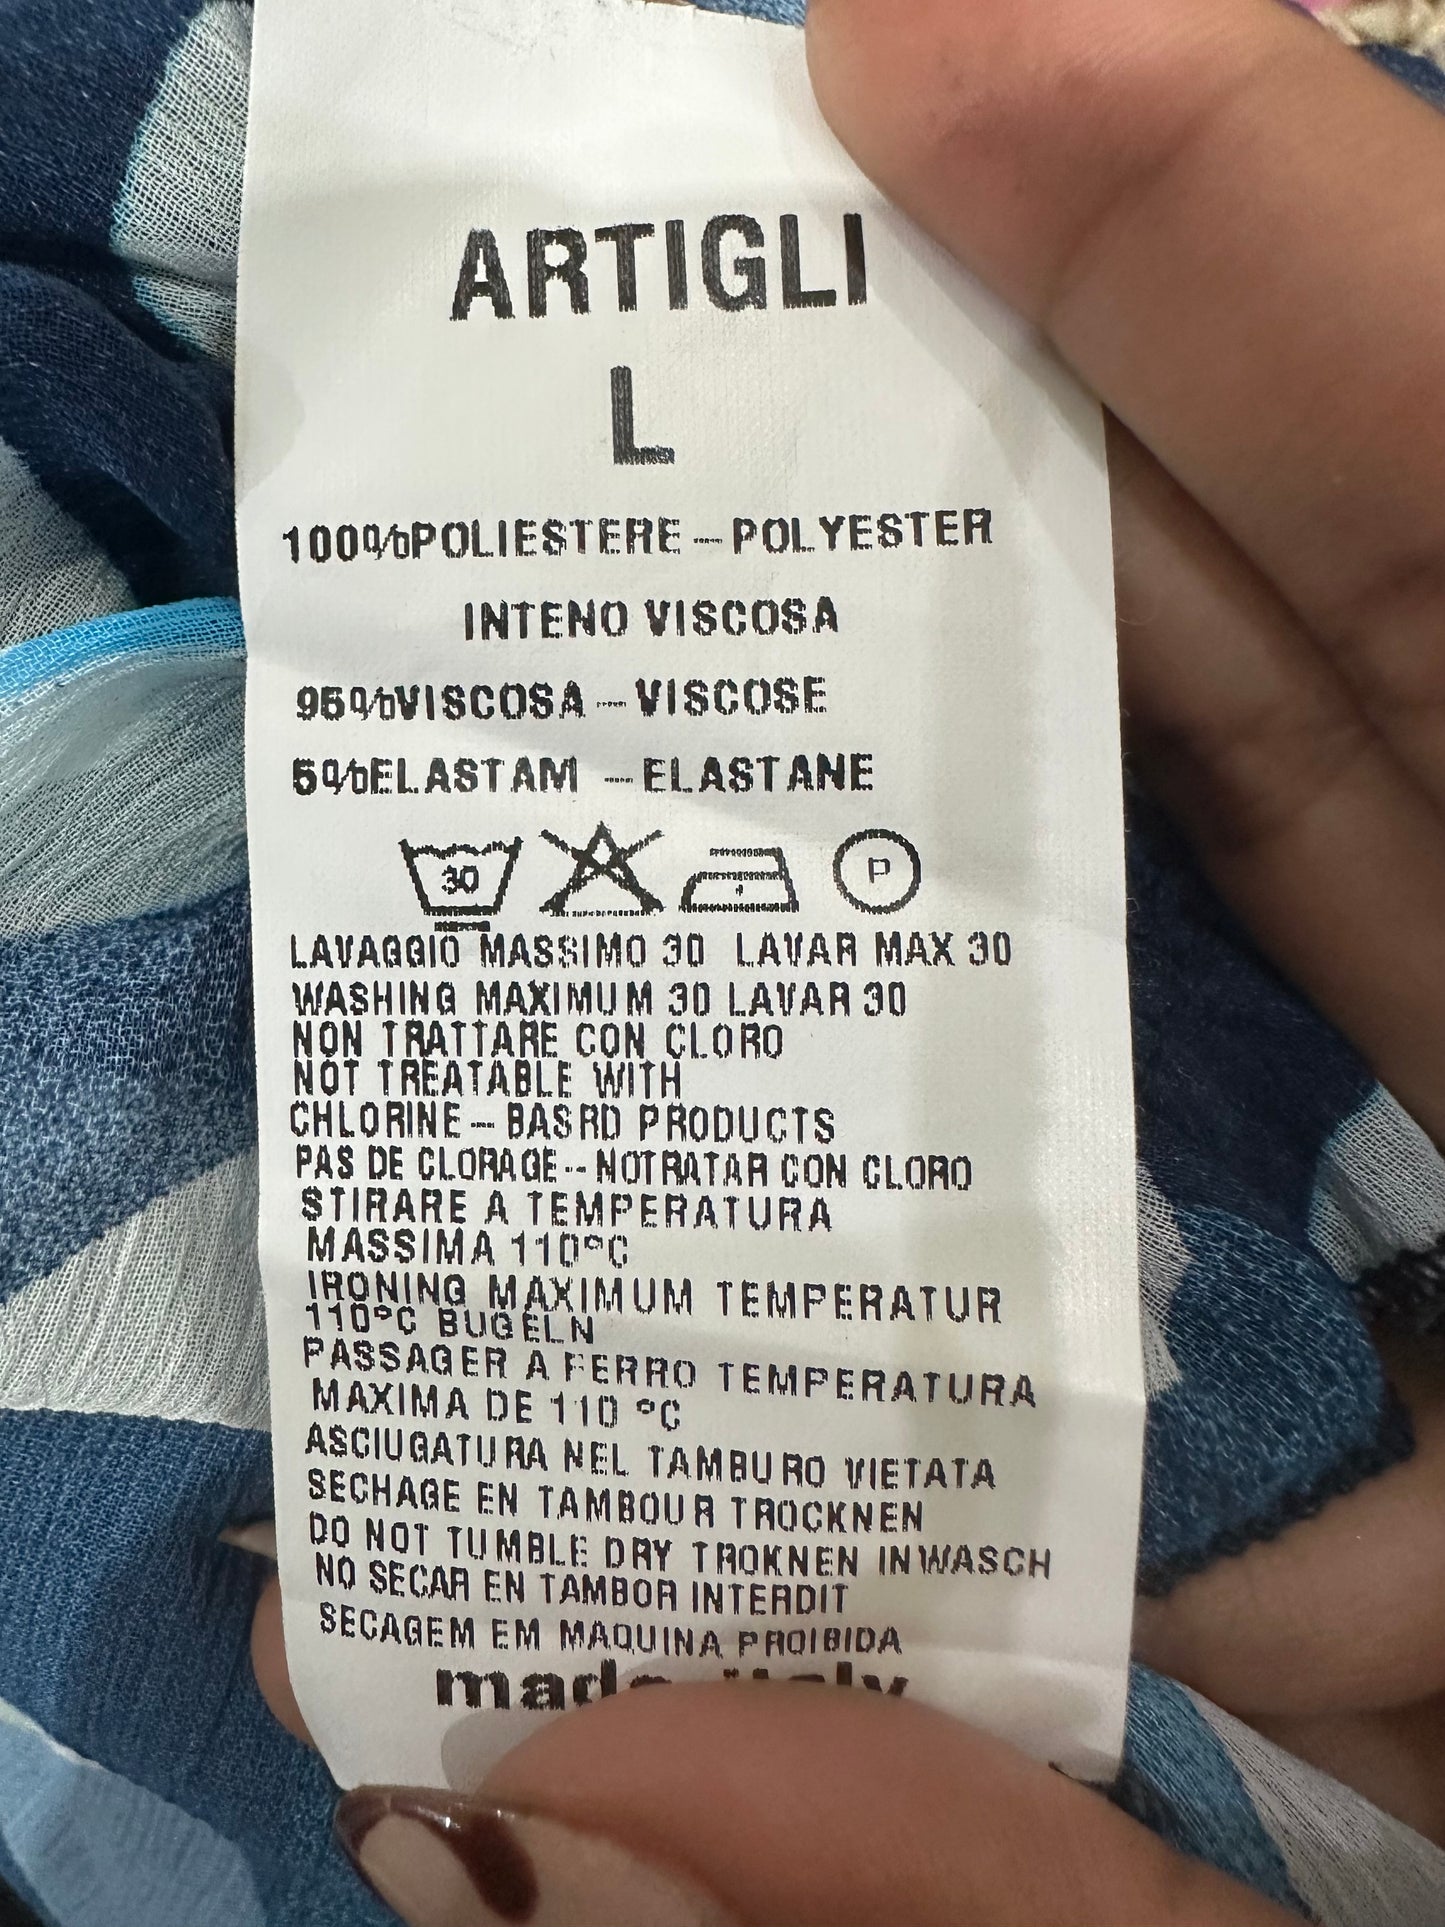 ARTIGLI
L
100%POLIESTERE - POLYESTER
INTENO VISCOSA
95%VISCOSA - VISCOSE
5%ELASTAM - ELASTANE
30 P
LAVAGGIO MASSIMO 30 LAVAR MAX 30
WASHING MAXIMUM 30 LAVAR 30
NON TRATTARE CON CLORO
NOT TREATABLE WITH
CHLORINE - BASRD PRODUCTS
PAS DE CLORAGE - NOTRATAR CON CLORO
STIRARE A TEMPERATURA
MASSIMA 110°C
IRONING MAXIMUM TEMPERATUR
110°C BUGELN
PASSAGER A FERRO TEMPERATURA
MAXIMA DE 110 °C
ASCIUGATURA NEL TAMBURO VIETATA
SECHAGE EN TAMBOUR TROCKNEN
DO NOT TUMBLE DRY TROKNEN INWASCH
NO SECAR EN TAMBOR INTERDIT
SECAGEM EM MAQUINA PROIBIDA
made italy